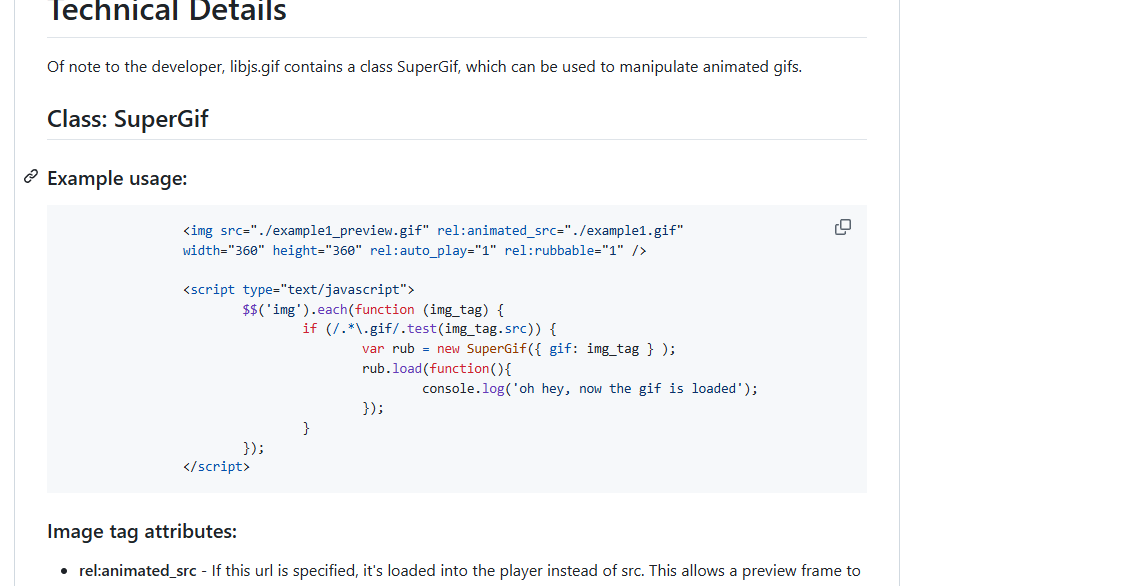 Technical Details
Of note to the developer, libjs.gif contains a class SuperGif, which can be used to manipulate animated gifs.
Class: SuperGif
Example usage:
<img src="./example1_preview.gif" rel:animated_src="./example1.gif"
width="360" height="360" rel:auto_play="1" rel:rubbable="1" />
<script type="text/javascript">
$$('img').each(function (img_tag) {
if (/.*\.gif/.test(img_tag.src)) {
var rub = new SuperGif({ gif: img_tag } );
rub.load(function(){
console.log('oh hey, now the gif is loaded');
});
}
});
</script>
Image tag attributes:
• rel:animated_src - If this url is specified, it's loaded into the player instead of src. This allows a preview frame to